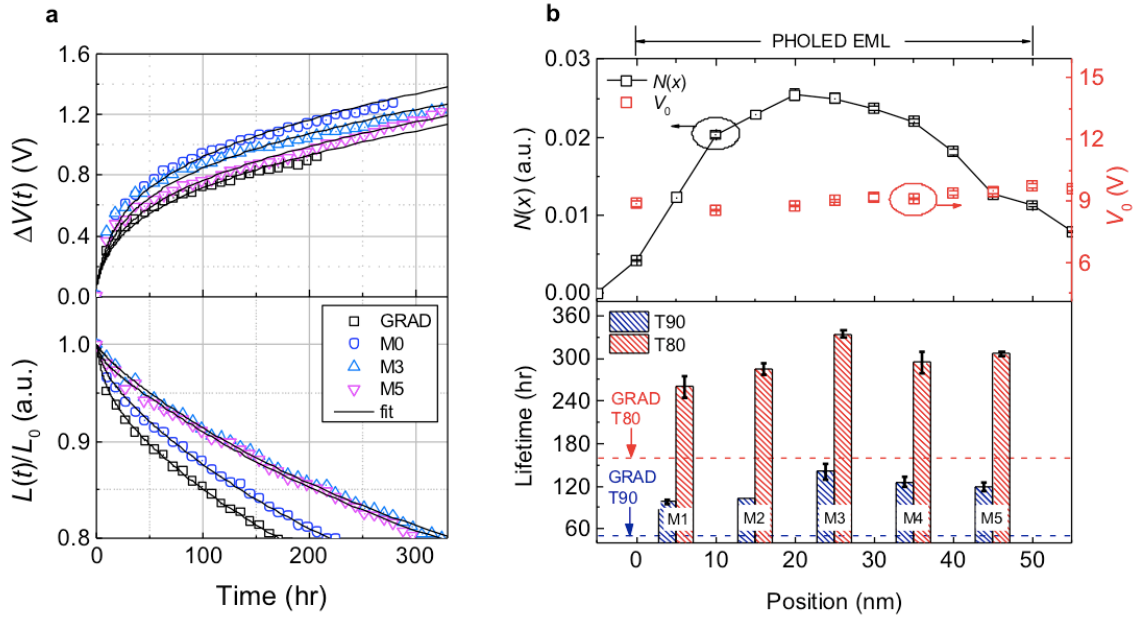 a
1.6
1.2
0.8
0.4
0.0
ΔV(t) (V)
1.0
0.9
0.8
L(t)/L₀ (a.u.)
GRAD
M0
M3
M5
fit
0
100
200
300
Time (hr)
b
PHOLED EML
0.03
0.02
0.01
0.00
N(x) (a.u.)
N(x)
V₀
15
12
9
6
V₀ (V)
360
300
240
180
120
60
Lifetime (hr)
T90
T80
GRAD
T80
GRAD
T90
M1
M2
M3
M4
M5
0
10
20
30
40
50
Position (nm)